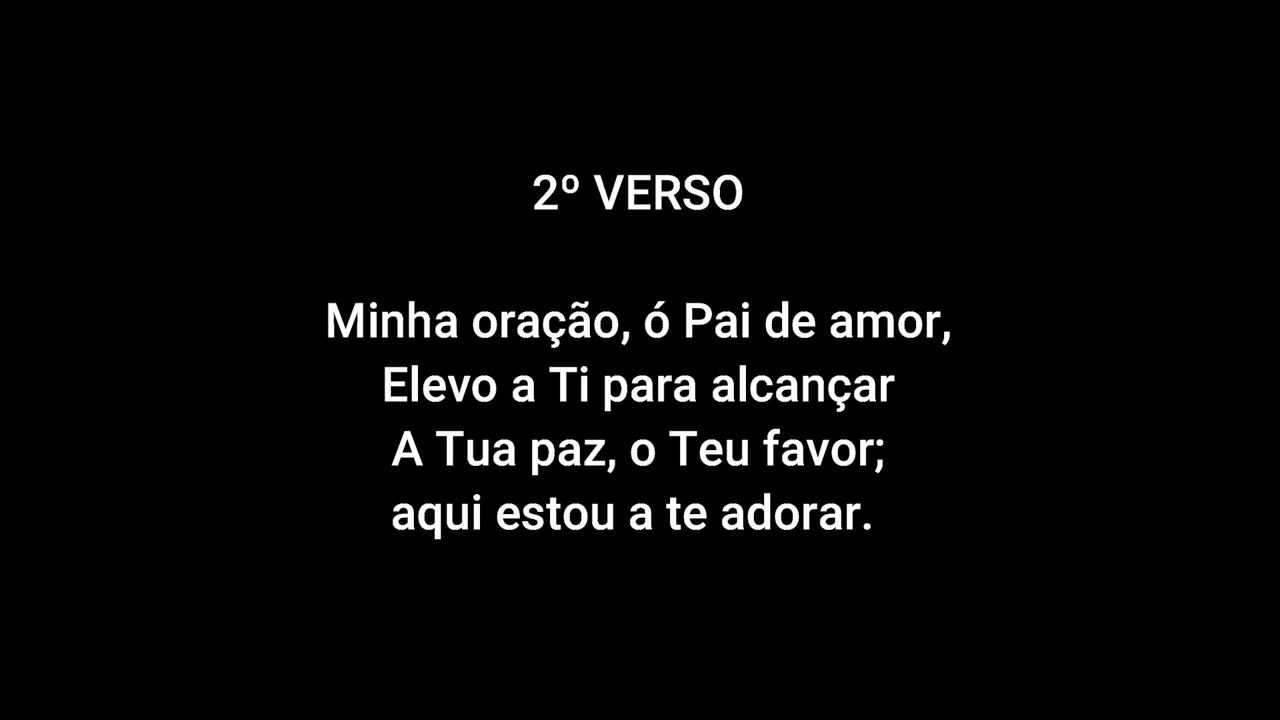 2º VERSO
Minha oração, ó Pai de amor,
Elevo a Ti para alcançar
A Tua paz, o Teu favor;
aqui estou a te adorar.